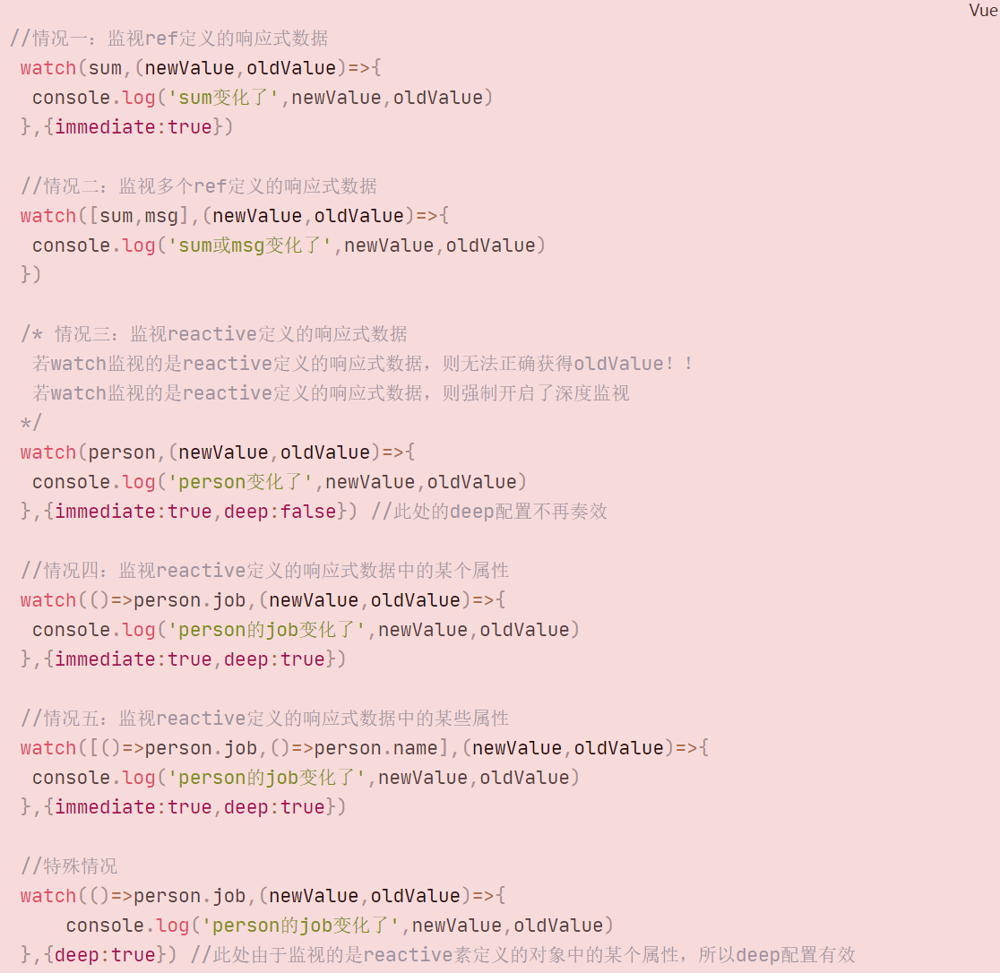 Vue
//情况一：监视ref定义的响应式数据
watch(sum,(newValue,oldValue)=>{
console.log('sum变化了',newValue,oldValue)
},{immediate:true})
//情况二：监视多个ref定义的响应式数据
watch([sum,msg],(newValue,oldValue)=>{
console.log('sum或msg变化了',newValue,oldValue)
})
/* 情况三：监视reactive定义的响应式数据
若watch监视的是reactive定义的响应式数据，则无法正确获得oldValue！！
若watch监视的是reactive定义的响应式数据，则强制开启了深度监视
*/
watch(person,(newValue,oldValue)=>{
console.log('person变化了',newValue,oldValue)
},{immediate:true,deep:false}) //此处的deep配置不再奏效
//情况四：监视reactive定义的响应式数据中的某个属性
watch(()=>person.job,(newValue,oldValue)=>{
console.log('person的job变化了',newValue,oldValue)
},{immediate:true,deep:true})
//情况五：监视reactive定义的响应式数据中的某些属性
watch([()=>person.job,()=>person.name],(newValue,oldValue)=>{
console.log('person的job变化了',newValue,oldValue)
},{immediate:true,deep:true})
//特殊情况
watch(()=>person.job,(newValue,oldValue)=>{
console.log('person的job变化了',newValue,oldValue)
},{deep:true}) //此处由于监视的是reactive素定义的对象中的某个属性，所以deep配置有效